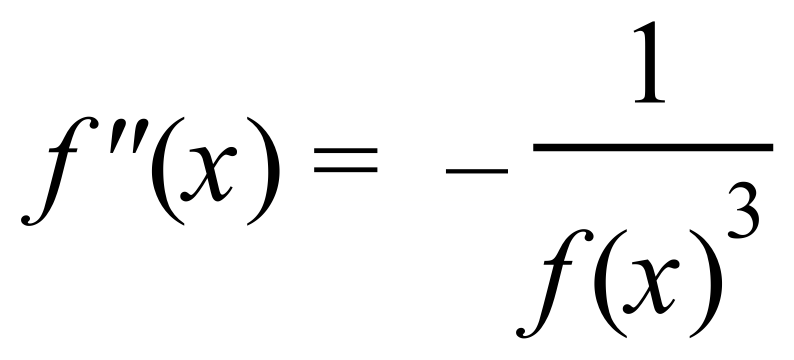 f″(x) = − 1 / f(x)³